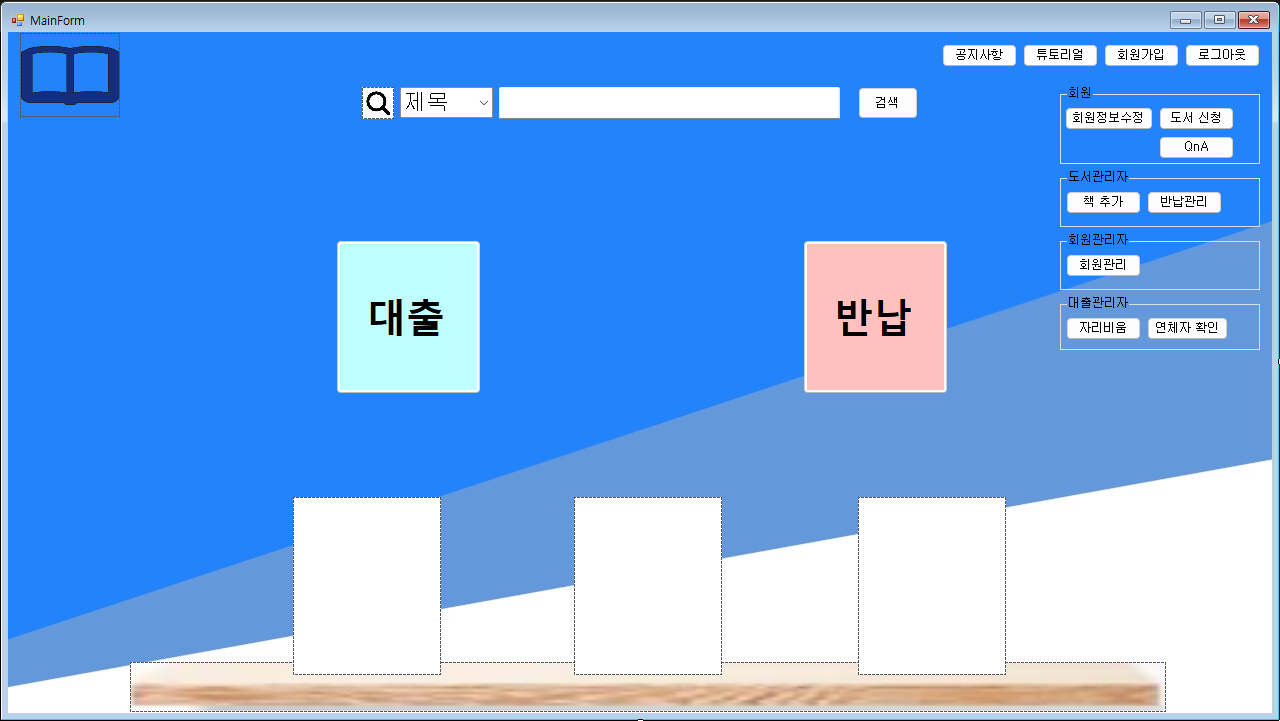 MainForm
공지사항 튜토리얼 회원가입 로그아웃
제목 검색
회원
회원정보수정 도서 신청
QnA
도서관리자
책 추가 반납관리
회원관리자
회원관리
대출관리자
자리비움 연체자 확인
대출 반납